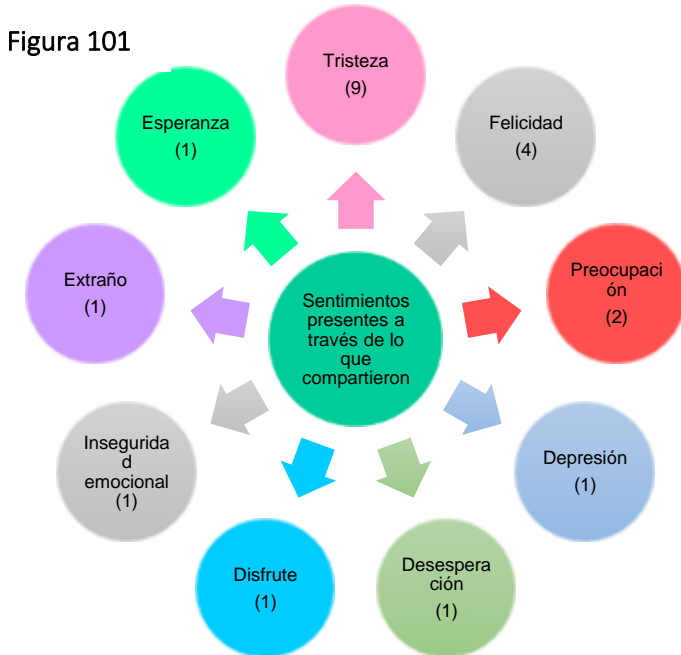 Figura 101
Tristeza
(9)
Felicidad
(4)
Preocupaci
ón
(2)
Depresión
(1)
Desespera
ción
(1)
Disfrute
(1)
Insegurida
d
emocional
(1)
Extraño
(1)
Esperanza
(1)
Sentimientos
presentes a
través de lo
que
compartieron